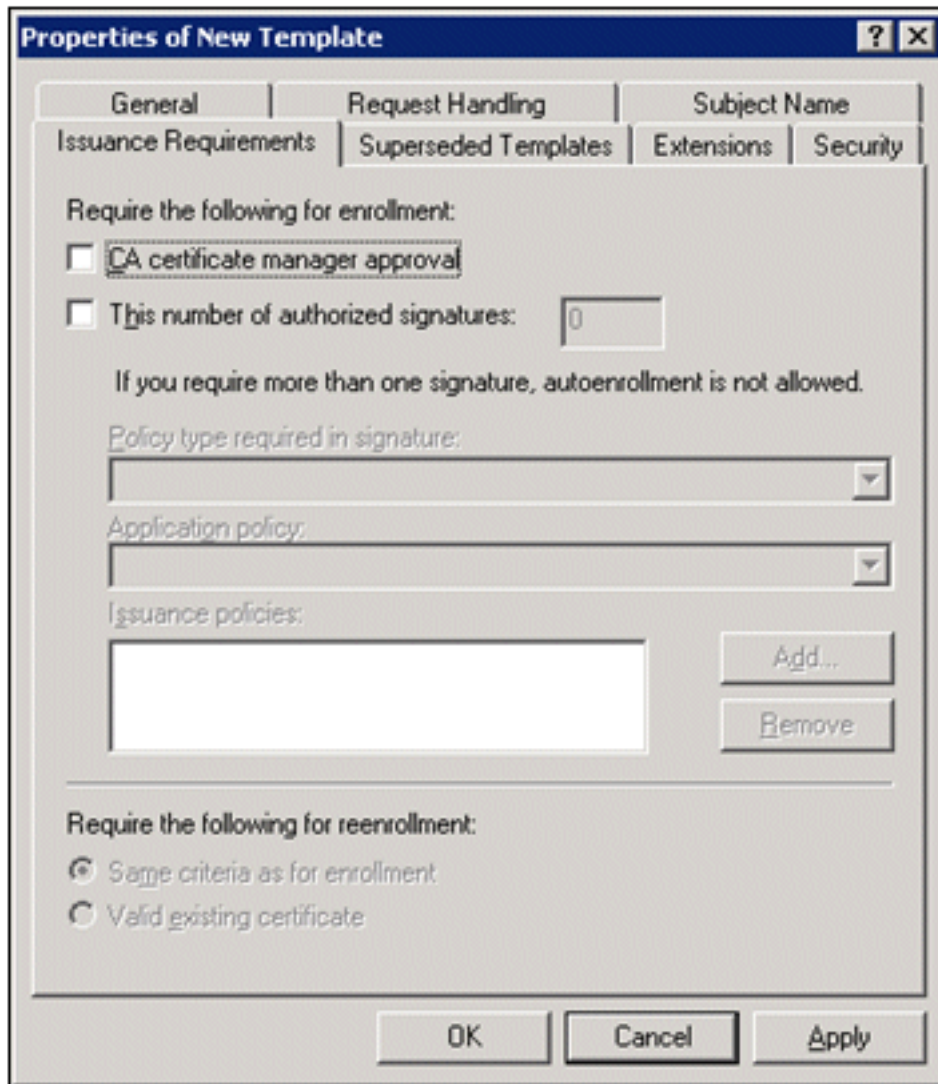 Properties of New Template
General Request Handling Subject Name
Issuance Requirements Superseded Templates Extensions Security
Require the following for enrollment:
CA certificate manager approval
This number of authorized signatures: 0
If you require more than one signature, autoenrollment is not allowed.
Policy type required in signature:
Application policy:
Issuance policies:
Add...
Remove
Require the following for reenrollment:
Same criteria as for enrollment
Valid existing certificate
OK Cancel Apply